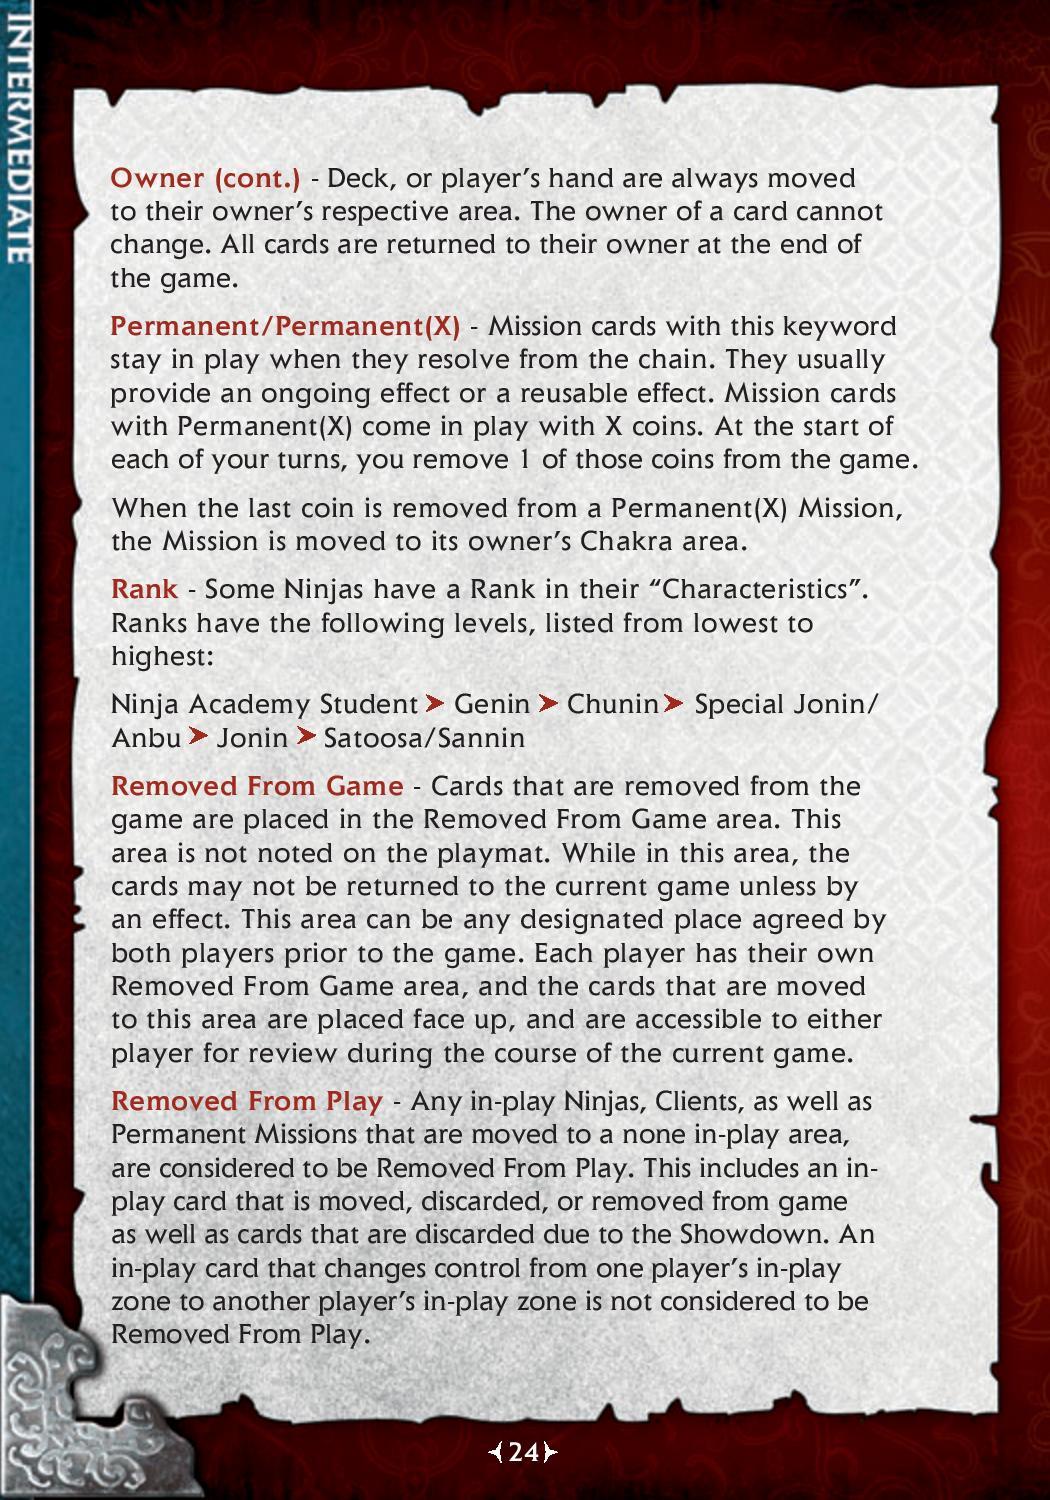 INTERMEDIATE
Owner (cont.) - Deck, or player's hand are always moved
to their owner's respective area. The owner of a card cannot
change. All cards are returned to their owner at the end of
the game.
Permanent/Permanent(X) - Mission cards with this keyword
stay in play when they resolve from the chain. They usually
provide an ongoing effect or a reusable effect. Mission cards
with Permanent(X) come in play with X coins. At the start of
each of your turns, you remove 1 of those coins from the game.
When the last coin is removed from a Permanent(X) Mission,
the Mission is moved to its owner's Chakra area.
Rank - Some Ninjas have a Rank in their “Characteristics”.
Ranks have the following levels, listed from lowest to
highest:
Ninja Academy Student ➤ Genin ➤ Chunin ➤ Special Jonin/
Anbu ➤ Jonin ➤ Satoosa/Sannin
Removed From Game - Cards that are removed from the
game are placed in the Removed From Game area. This
area is not noted on the playmat. While in this area, the
cards may not be returned to the current game unless by
an effect. This area can be any designated place agreed by
both players prior to the game. Each player has their own
Removed From Game area, and the cards that are moved
to this area are placed face up, and are accessible to either
player for review during the course of the current game.
Removed From Play - Any in-play Ninjas, Clients, as well as
Permanent Missions that are moved to a none in-play area,
are considered to be Removed From Play. This includes an in-
play card that is moved, discarded, or removed from game
as well as cards that are discarded due to the Showdown. An
in-play card that changes control from one player's in-play
zone to another player's in-play zone is not considered to be
Removed From Play.
24